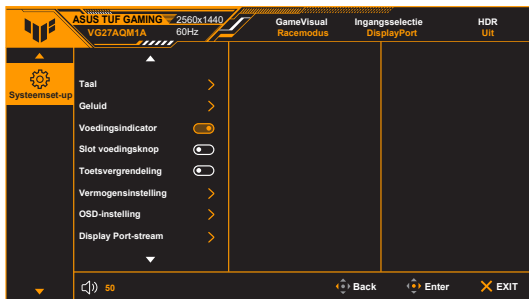 ASUS TUF GAMING 2560x1440
VG27AQM1A 60Hz
GameVisual
Racemodus
Ingangsselectie
DisplayPort
HDR
Uit
Systeemset-up
Taal
Geluid
Voedingsindicator
Slot voedingsknop
Toetsvergrendeling
Vermogensinstelling
OSD-instelling
Display Port-stream
50
Back
Enter
EXIT